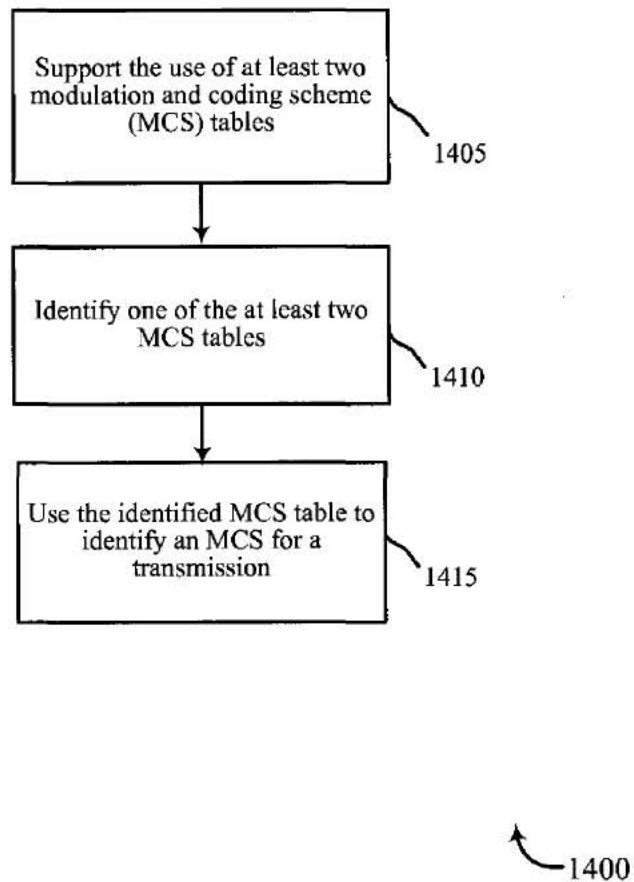 Support the use of at least two
modulation and coding scheme
(MCS) tables
1405
Identify one of the at least two
MCS tables
1410
Use the identified MCS table to
identify an MCS for a
transmission
1415
1400